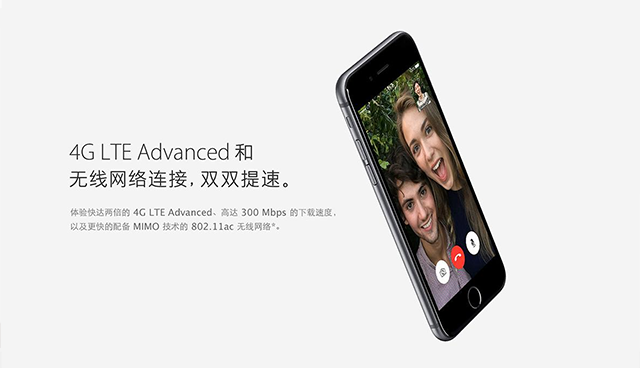 4G LTE Advanced 和
无线网络连接，双双提速。
体验快达两倍的 4G LTE Advanced、高达 300 Mbps 的下载速度，
以及更快的配备 MIMO 技术的 802.11ac 无线网络*。